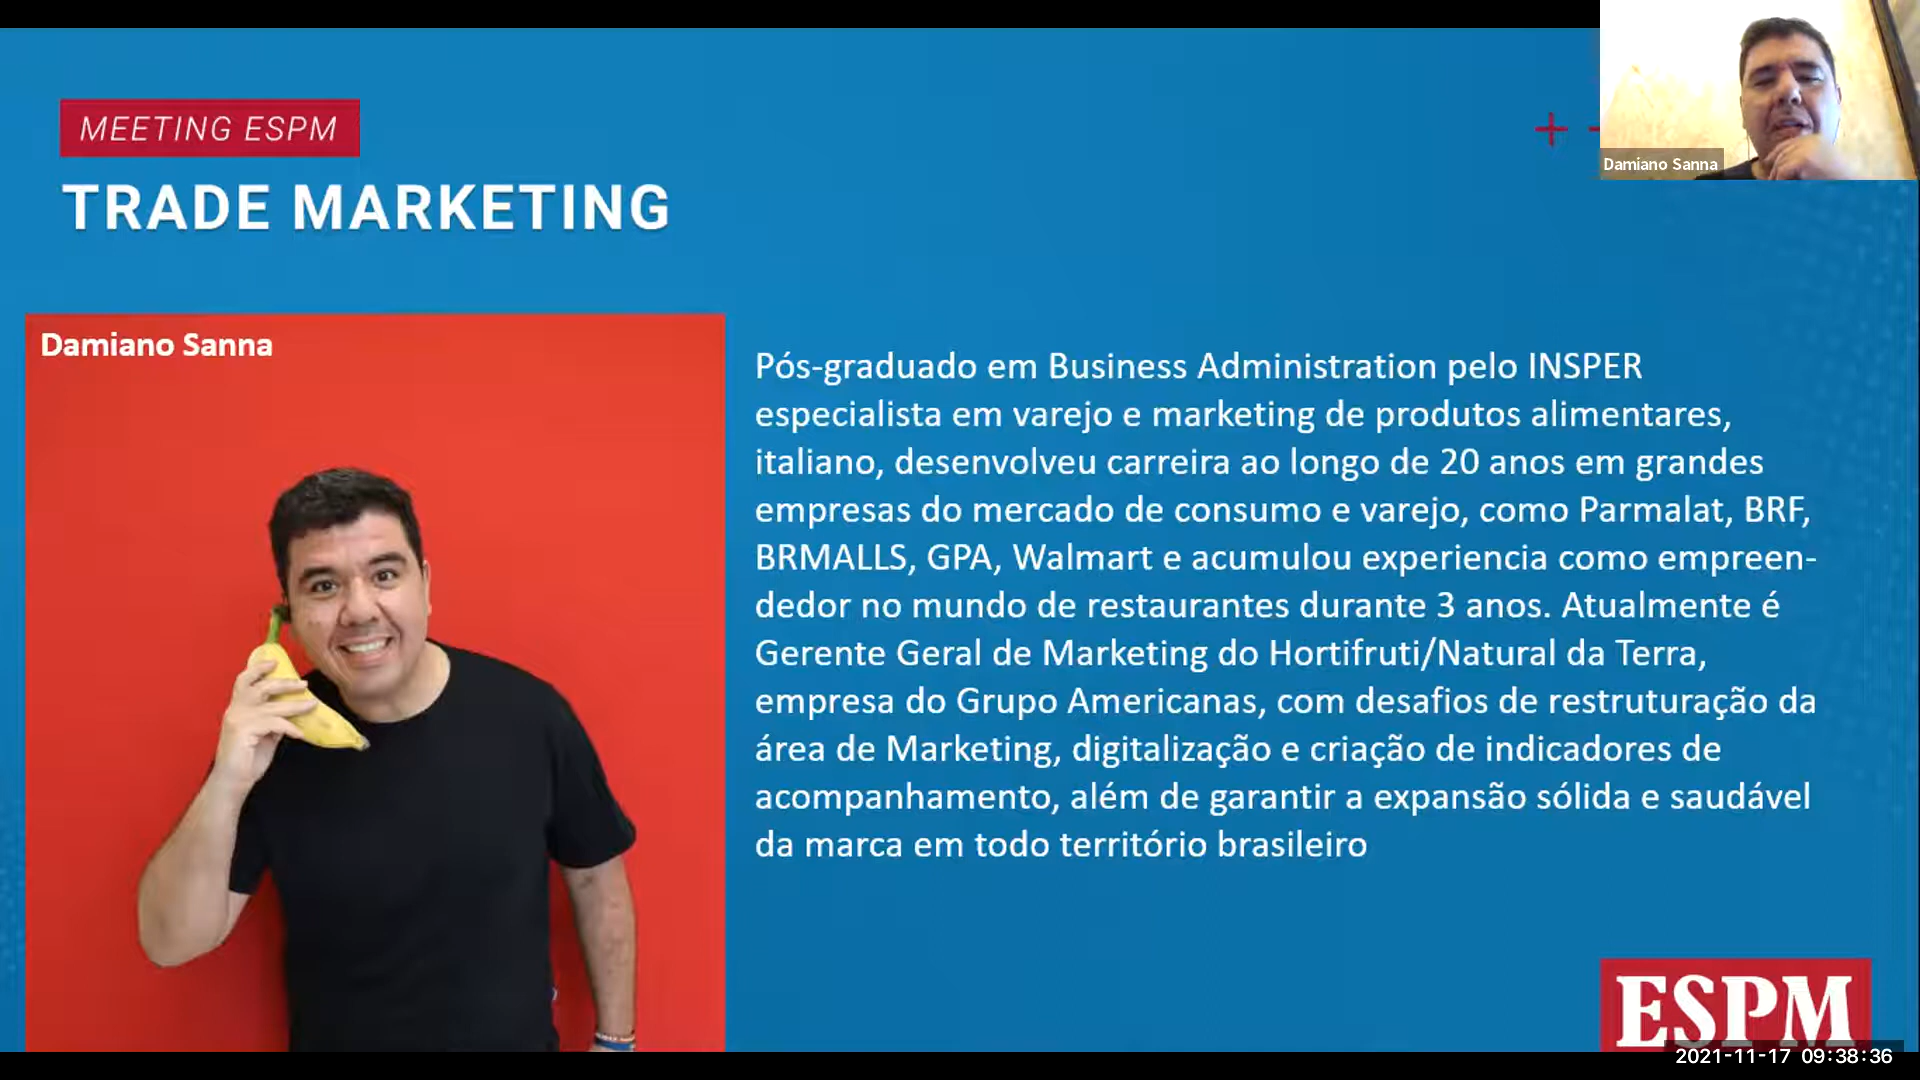 MEETING ESPM
TRADE MARKETING
Damiano Sanna
Damiano Sanna
Pós-graduado em Business Administration pelo INSPER
especialista em varejo e marketing de produtos alimentares,
italiano, desenvolveu carreira ao longo de 20 anos em grandes
empresas do mercado de consumo e varejo, como Parmalat, BRF,
BRMALLS, GPA, Walmart e acumulou experiencia como empreen-
dedor no mundo de restaurantes durante 3 anos. Atualmente é
Gerente Geral de Marketing do Hortifruti/Natural da Terra,
empresa do Grupo Americanas, com desafios de restruturação da
área de Marketing, digitalização e criação de indicadores de
acompanhamento, além de garantir a expansão sólida e saudável
da marca em todo território brasileiro
ESPM
2021-11-17 09:38:36